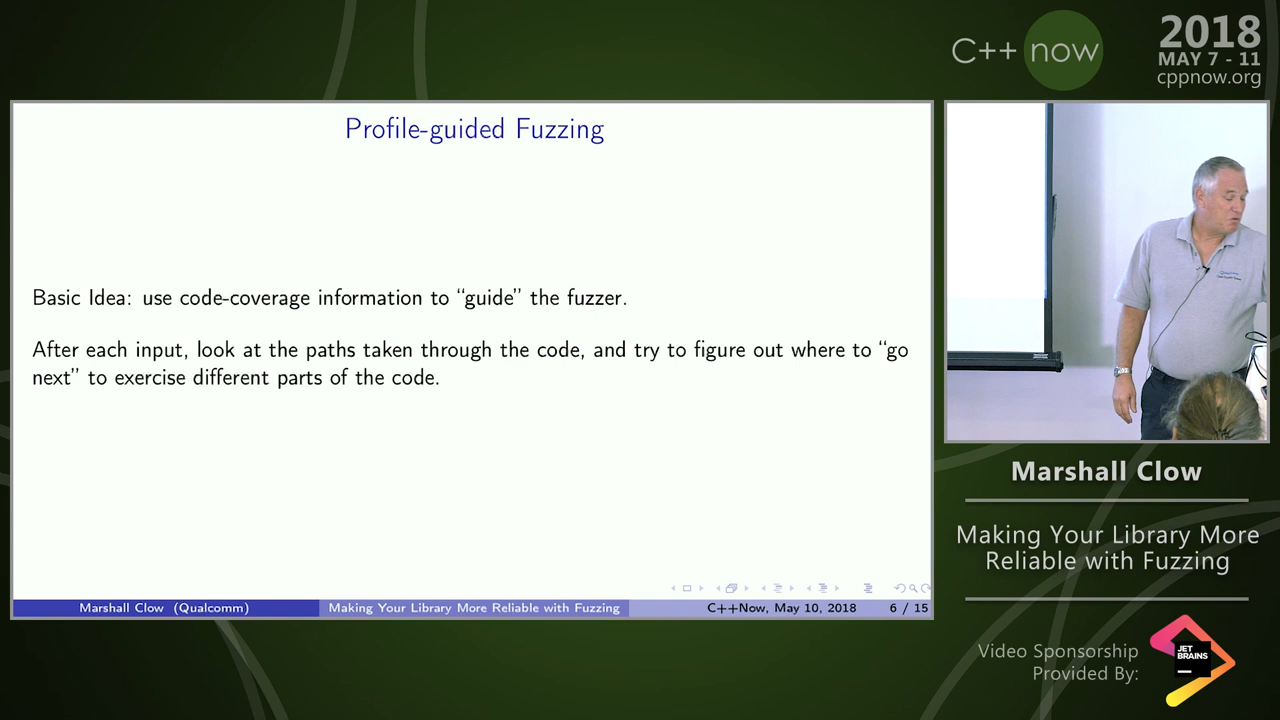 C++ now
2018
MAY 7 - 11
cppnow.org
Profile-guided Fuzzing
Basic Idea: use code-coverage information to “guide” the fuzzer.
After each input, look at the paths taken through the code, and try to figure out where to “go
next” to exercise different parts of the code.
Marshall Clow (Qualcomm)
Making Your Library More Reliable with Fuzzing
C++Now, May 10, 2018
6 / 15
Marshall Clow
Making Your Library More
Reliable with Fuzzing
Video Sponsorship
Provided By:
JET
BRAINS